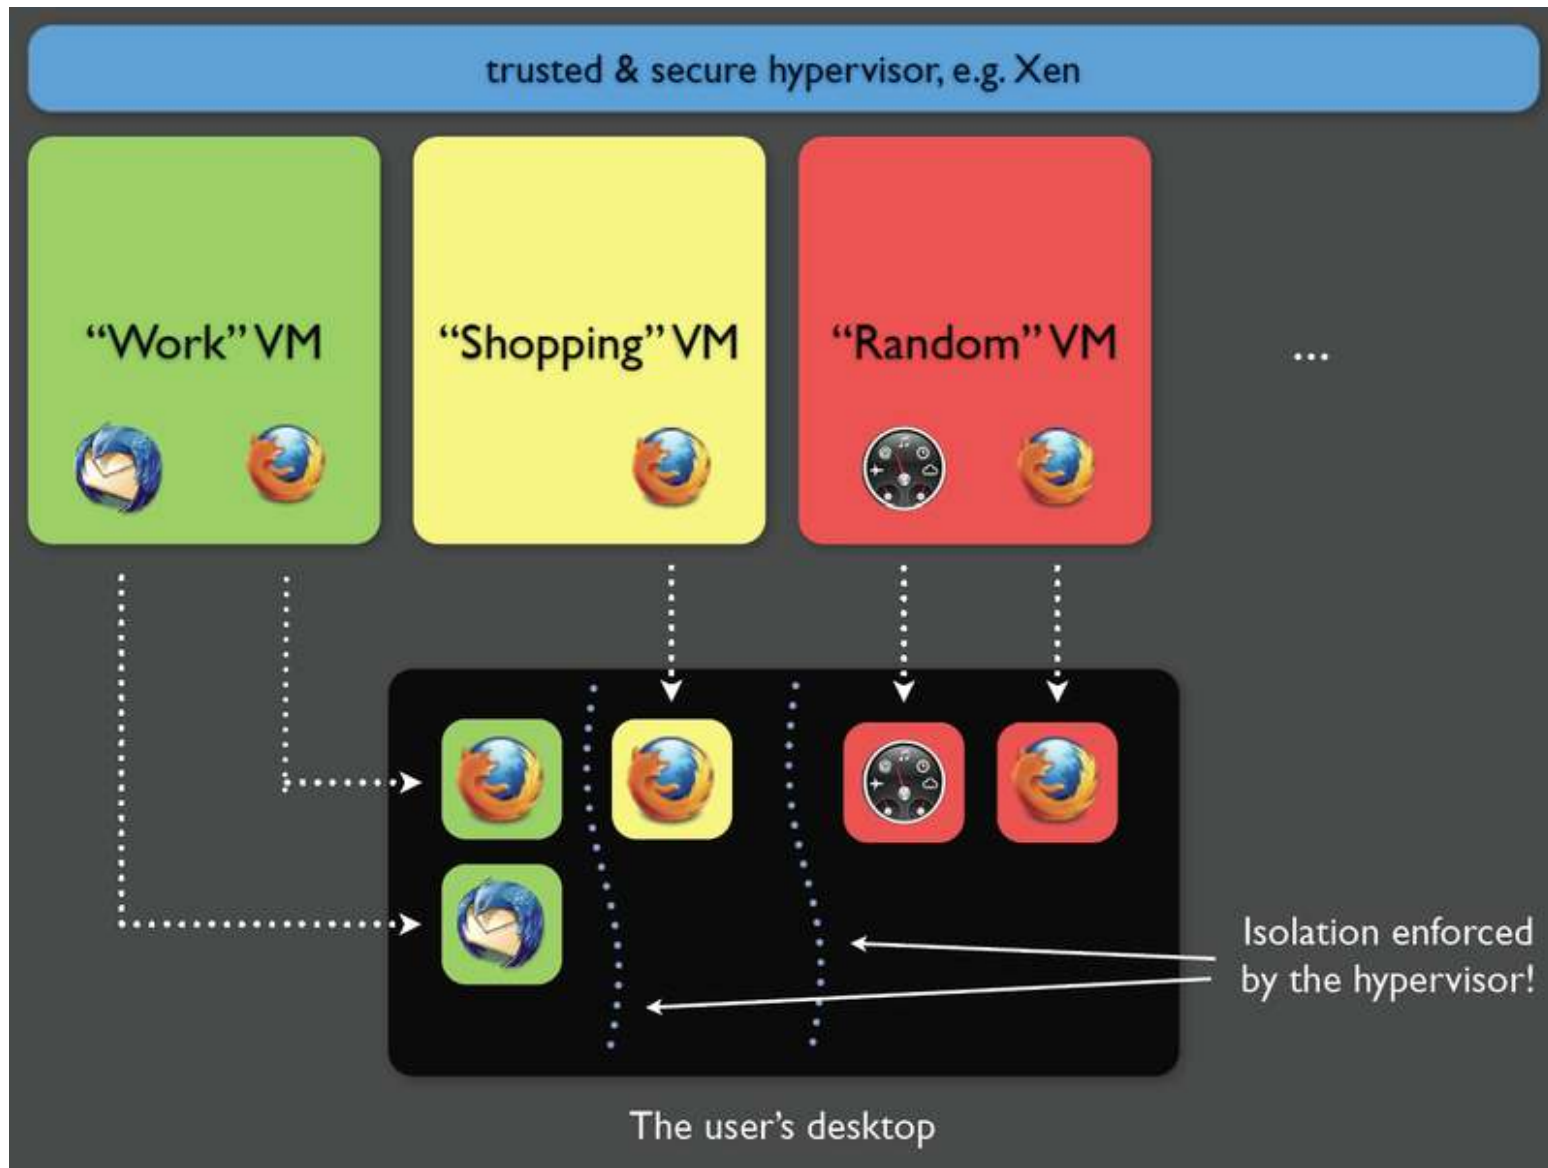 trusted & secure hypervisor, e.g. Xen
“Work” VM
“Shopping” VM
“Random” VM
...
Isolation enforced
by the hypervisor!
The user’s desktop